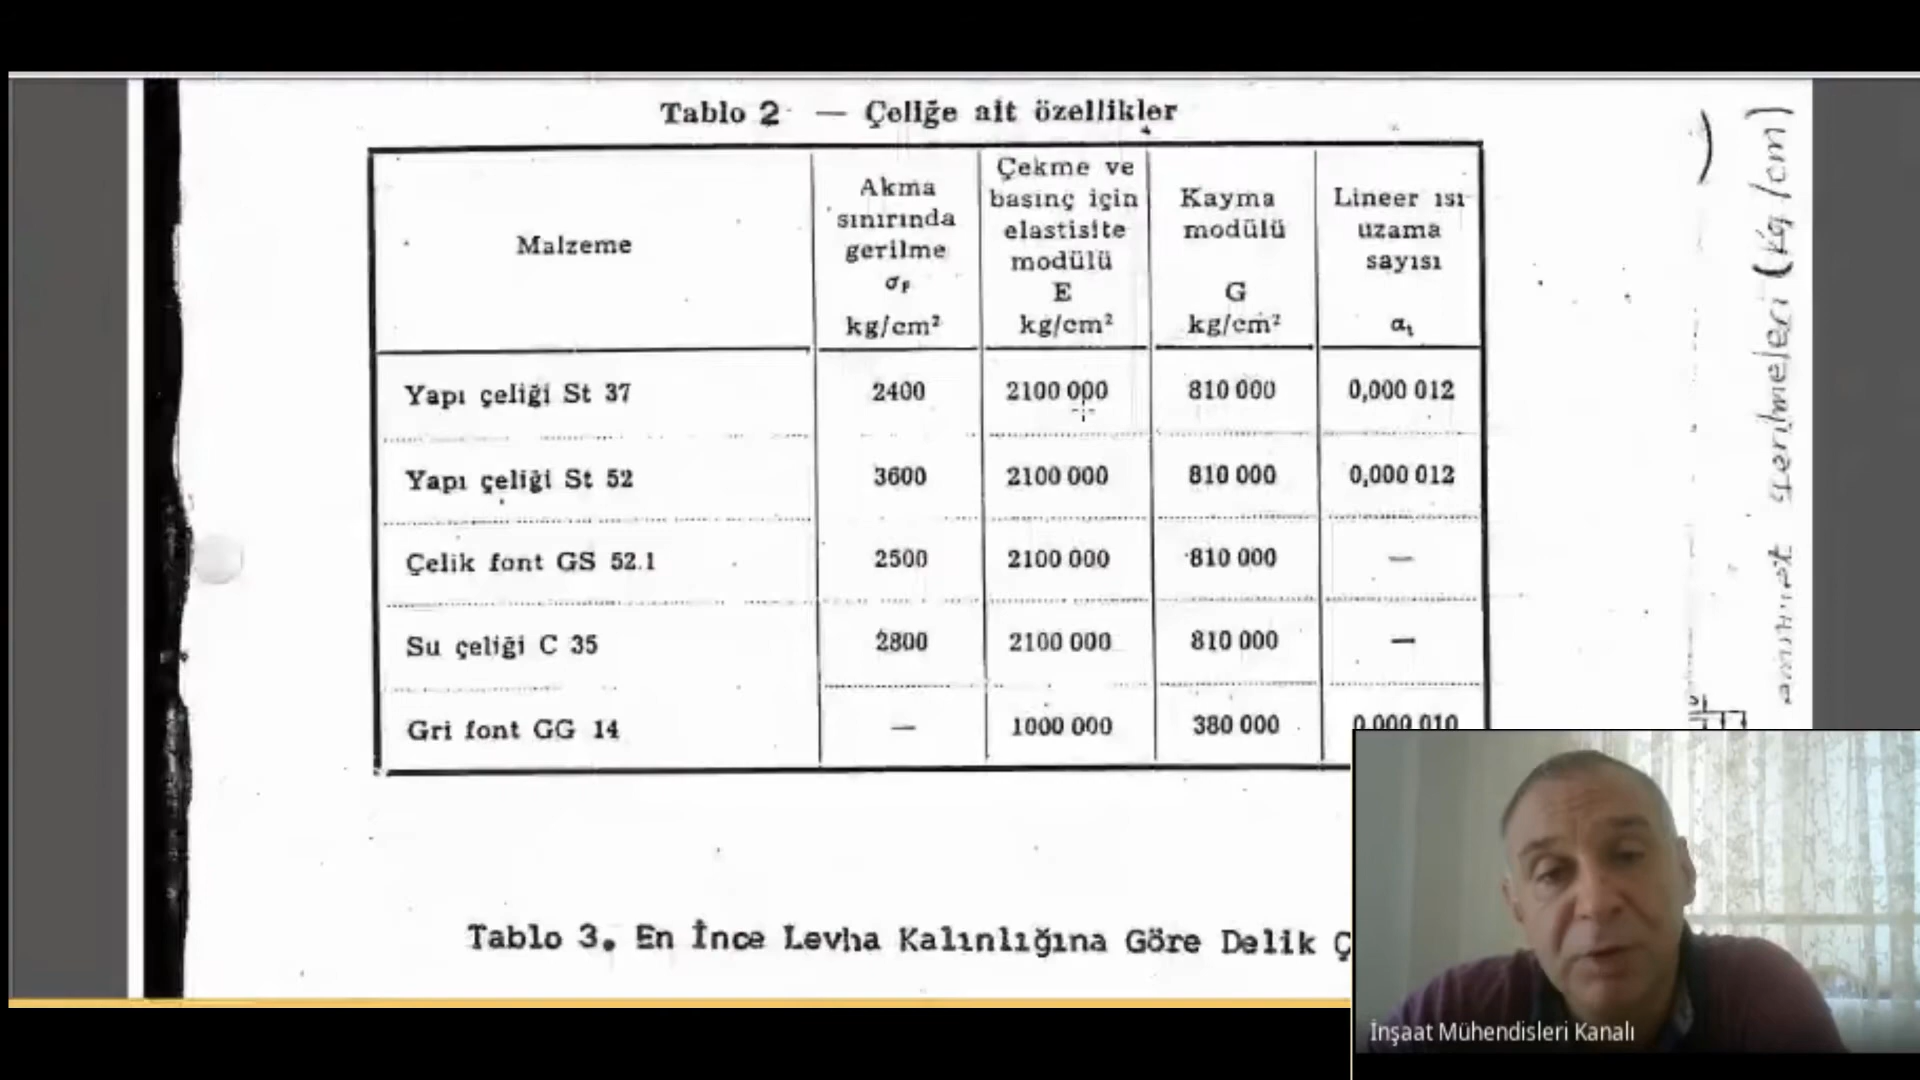 Tablo 2 — Çeliğe ait özellikler
Malzeme
Akma
sınırında
gerilme
σF
kg/cm²
Çekme ve
basınç için
elastisite
modülü
E
kg/cm²
Kayma
modülü
G
kg/cm²
Lineer ısı
uzama
sayısı
αt
Yapı çeliği St 37 2400 2100 000 810 000 0,000 012
Yapı çeliği St 52 3600 2100 000 810 000 0,000 012
Çelik font GS 52.1 2500 2100 000 810 000 —
Su çeliği C 35 2800 2100 000 810 000 —
Gri font GG 14 — 1000 000 380 000 0,000 010
Tablo 3. En İnce Levha Kalınlığına Göre Delik Ç
) emniyet gerilmeleri (kg/cm)
İnşaat Mühendisleri Kanalı